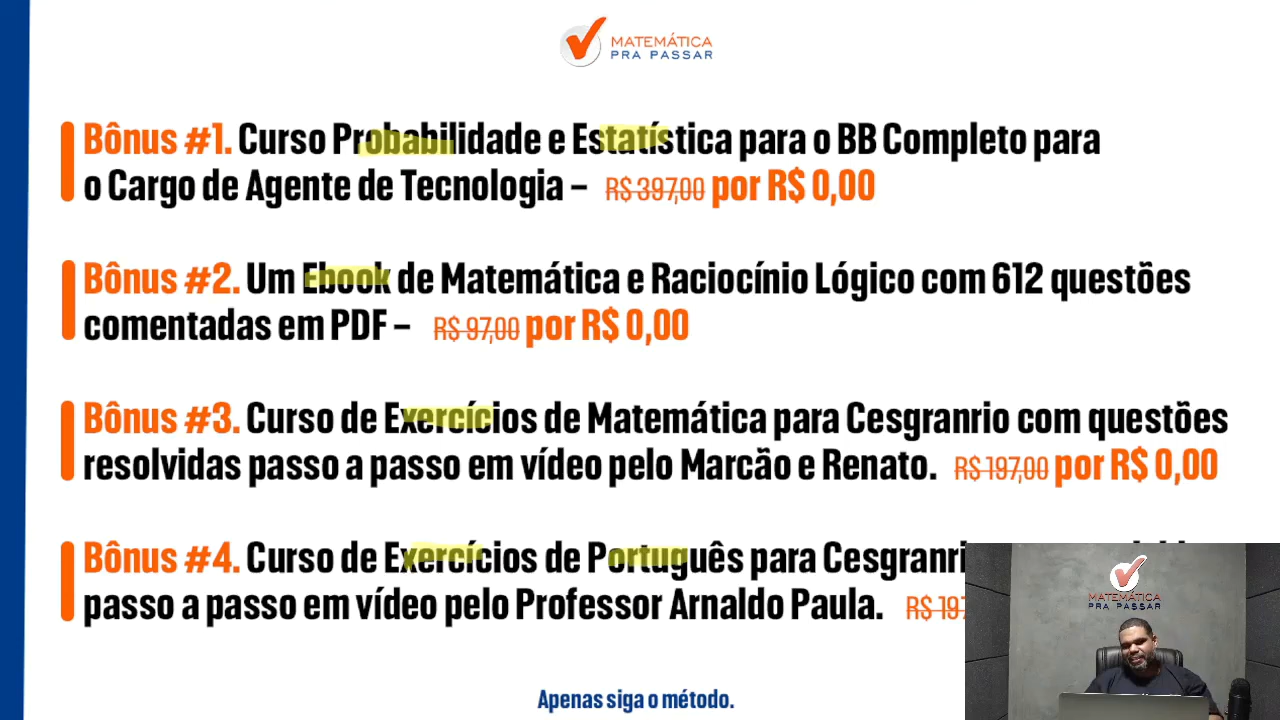 MATEMÁTICA
PRA PASSAR
Bônus #1. Curso Probabilidade e Estatística para o BB Completo para
o Cargo de Agente de Tecnologia – R$ 397,00 por R$ 0,00
Bônus #2. Um Ebook de Matemática e Raciocínio Lógico com 612 questões
comentadas em PDF – R$ 97,00 por R$ 0,00
Bônus #3. Curso de Exercícios de Matemática para Cesgranrio com questões
resolvidas passo a passo em vídeo pelo Marcão e Renato. R$ 197,00 por R$ 0,00
Bônus #4. Curso de Exercícios de Português para
passo a passo em vídeo pelo Professor Arnaldo Paula. R$
MATEMÁTICA
PRA PASSAR
Apenas siga o método.